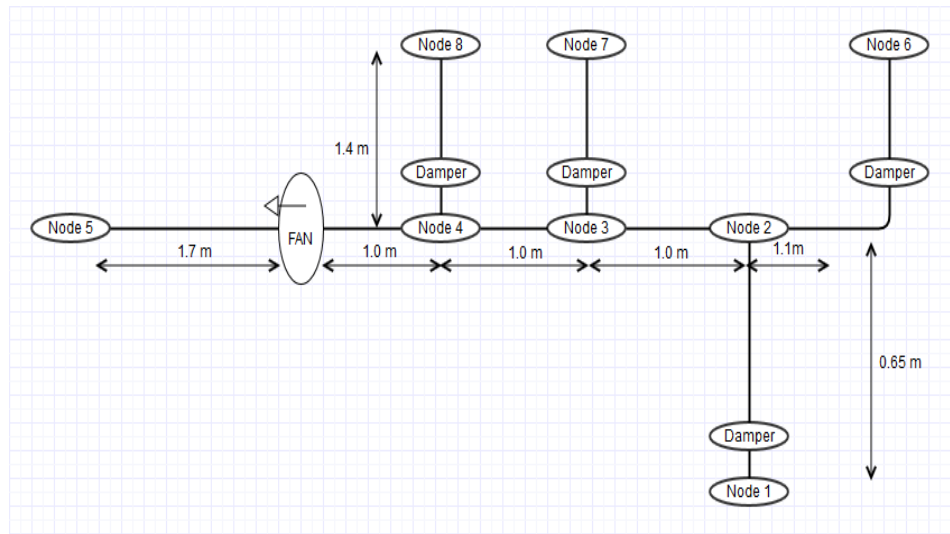 Node 8
Node 7
Node 6
1.4 m
Damper
Damper
Damper
Node 5
FAN
Node 4
Node 3
Node 2
1.7 m
1.0 m
1.0 m
1.0 m
1.1m
0.65 m
Damper
Node 1